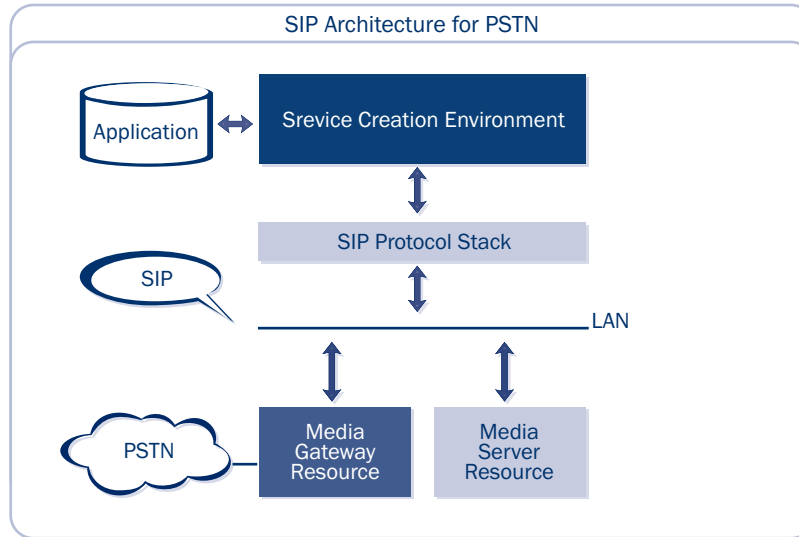 SIP Architecture for PSTN
Application
Srevice Creation Environment
SIP Protocol Stack
SIP
LAN
PSTN
Media
Gateway
Resource
Media
Server
Resource